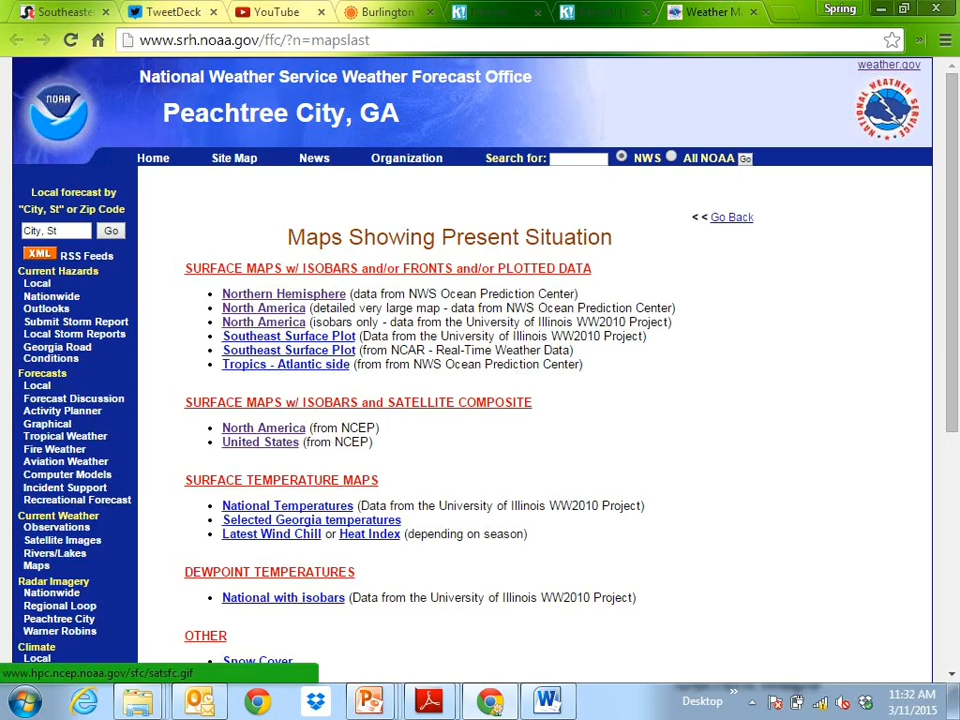 Southeaste
TweetDeck
YouTube
Burlington
Weather M
Spring
www.srh.noaa.gov/ffc/?n=mapslast
weather.gov
National Weather Service Weather Forecast Office
Peachtree City, GA
NOAA
NATIONAL WEATHER SERVICE
Home Site Map News Organization Search for: NWS All NOAA Go
Local forecast by
"City, St" or Zip Code
City, St Go
XML RSS Feeds
Current Hazards
Local
Nationwide
Outlooks
Submit Storm Report
Local Storm Reports
Georgia Road
Conditions
Forecasts
Local
Forecast Discussion
Activity Planner
Graphical
Tropical Weather
Fire Weather
Aviation Weather
Computer Models
Incident Support
Recreational Forecast
Current Weather
Observations
Satellite Images
Rivers/Lakes
Maps
Radar Imagery
Nationwide
Regional Loop
Peachtree City
Warner Robins
Climate
Local
< < Go Back
Maps Showing Present Situation
SURFACE MAPS w/ ISOBARS and/or FRONTS and/or PLOTTED DATA
• Northern Hemisphere (data from NWS Ocean Prediction Center)
• North America (detailed very large map - data from NWS Ocean Prediction Center)
• North America (isobars only - data from the University of Illinois WW2010 Project)
• Southeast Surface Plot (Data from the University of Illinois WW2010 Project)
• Southeast Surface Plot (from NCAR - Real-Time Weather Data)
• Tropics - Atlantic side (from from NWS Ocean Prediction Center)
SURFACE MAPS w/ ISOBARS and SATELLITE COMPOSITE
• North America (from NCEP)
• United States (from NCEP)
SURFACE TEMPERATURE MAPS
• National Temperatures (Data from the University of Illinois WW2010 Project)
• Selected Georgia temperatures
• Latest Wind Chill or Heat Index (depending on season)
DEWPOINT TEMPERATURES
• National with isobars (Data from the University of Illinois WW2010 Project)
OTHER
• Snow Cover
www.hpc.ncep.noaa.gov/sfc/satsfc.gif
Desktop
11:32 AM
3/11/2015